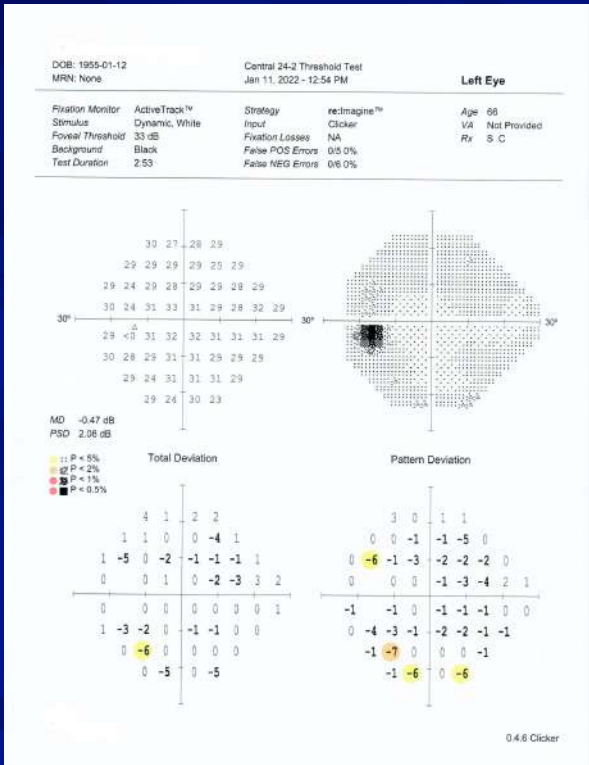 DOB: 1955-01-12
MRN: None
Central 24-2 Threshold Test
Jan 11, 2022 - 12:54 PM
Left Eye
Fixation Monitor ActiveTrack™
Stimulus Dynamic, White
Foveal Threshold 33 dB
Background Black
Test Duration 2.53
Strategy re:Imagine™
Input Clicker
Fixation Losses NA
False POS Errors 0/5 0%
False NEG Errors 0/6 0%
Age 66
VA Not Provided
Rx S C
30 27 28 29
29 29 29 29 25 29
29 24 29 28 29 29 28 29
30 24 31 33 31 29 28 32 29
30° 30° 30°
29 <0 31 32 32 31 31 31 29
30 28 29 31 31 29 29 29
29 24 31 31 31 29
29 24 30 23
MD -0.47 dB
PSD 2.06 dB
P < 5%
P < 2%
P < 1%
P < 0.5%
Total Deviation
4 1 2 2
1 1 0 0 -4 1
1 -5 0 -2 -1 -1 -1 1
0 0 1 0 -2 -3 3 2
0 0 0 0 0 0 0 1
1 -3 -2 0 -1 -1 0 0
0 -6 0 0 0 0
0 -5 0 -5
Pattern Deviation
3 0 1 1
0 0 -1 -1 -5 0
0 -6 -1 -3 -2 -2 -2 0
0 0 0 -1 -3 -4 2 1
-1 -1 0 -1 -1 -1 0 0
0 -4 -3 -1 -2 -2 -1 -1
-1 -7 0 0 0 -1
-1 -6 0 -6
0.4.6 Clicker